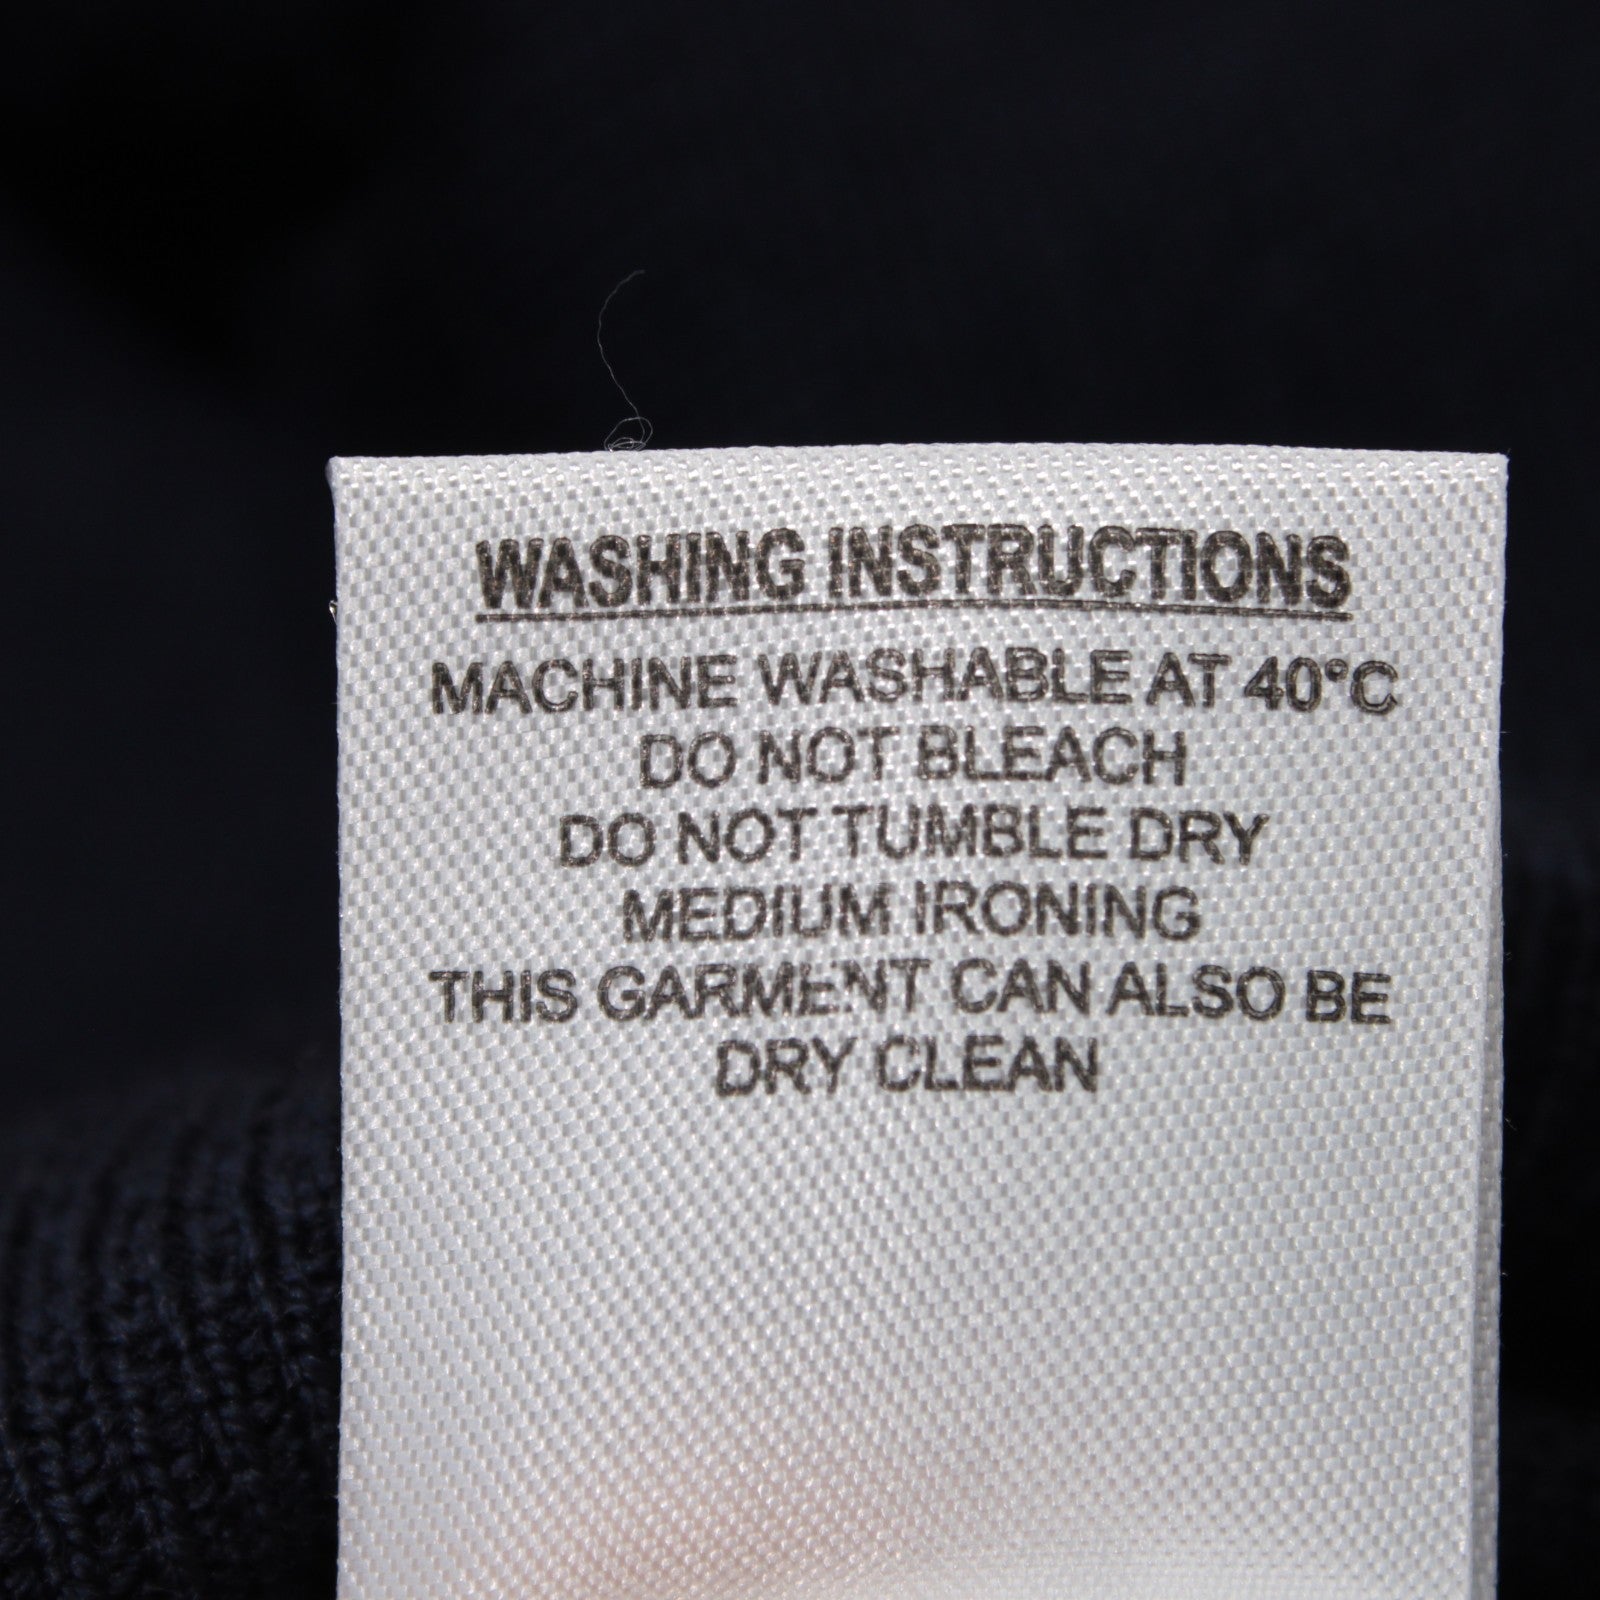 WASHING INSTRUCTIONS
MACHINE WASHABLE AT 40°C
DO NOT BLEACH
DO NOT TUMBLE DRY
MEDIUM IRONING
THIS GARMENT CAN ALSO BE
DRY CLEAN